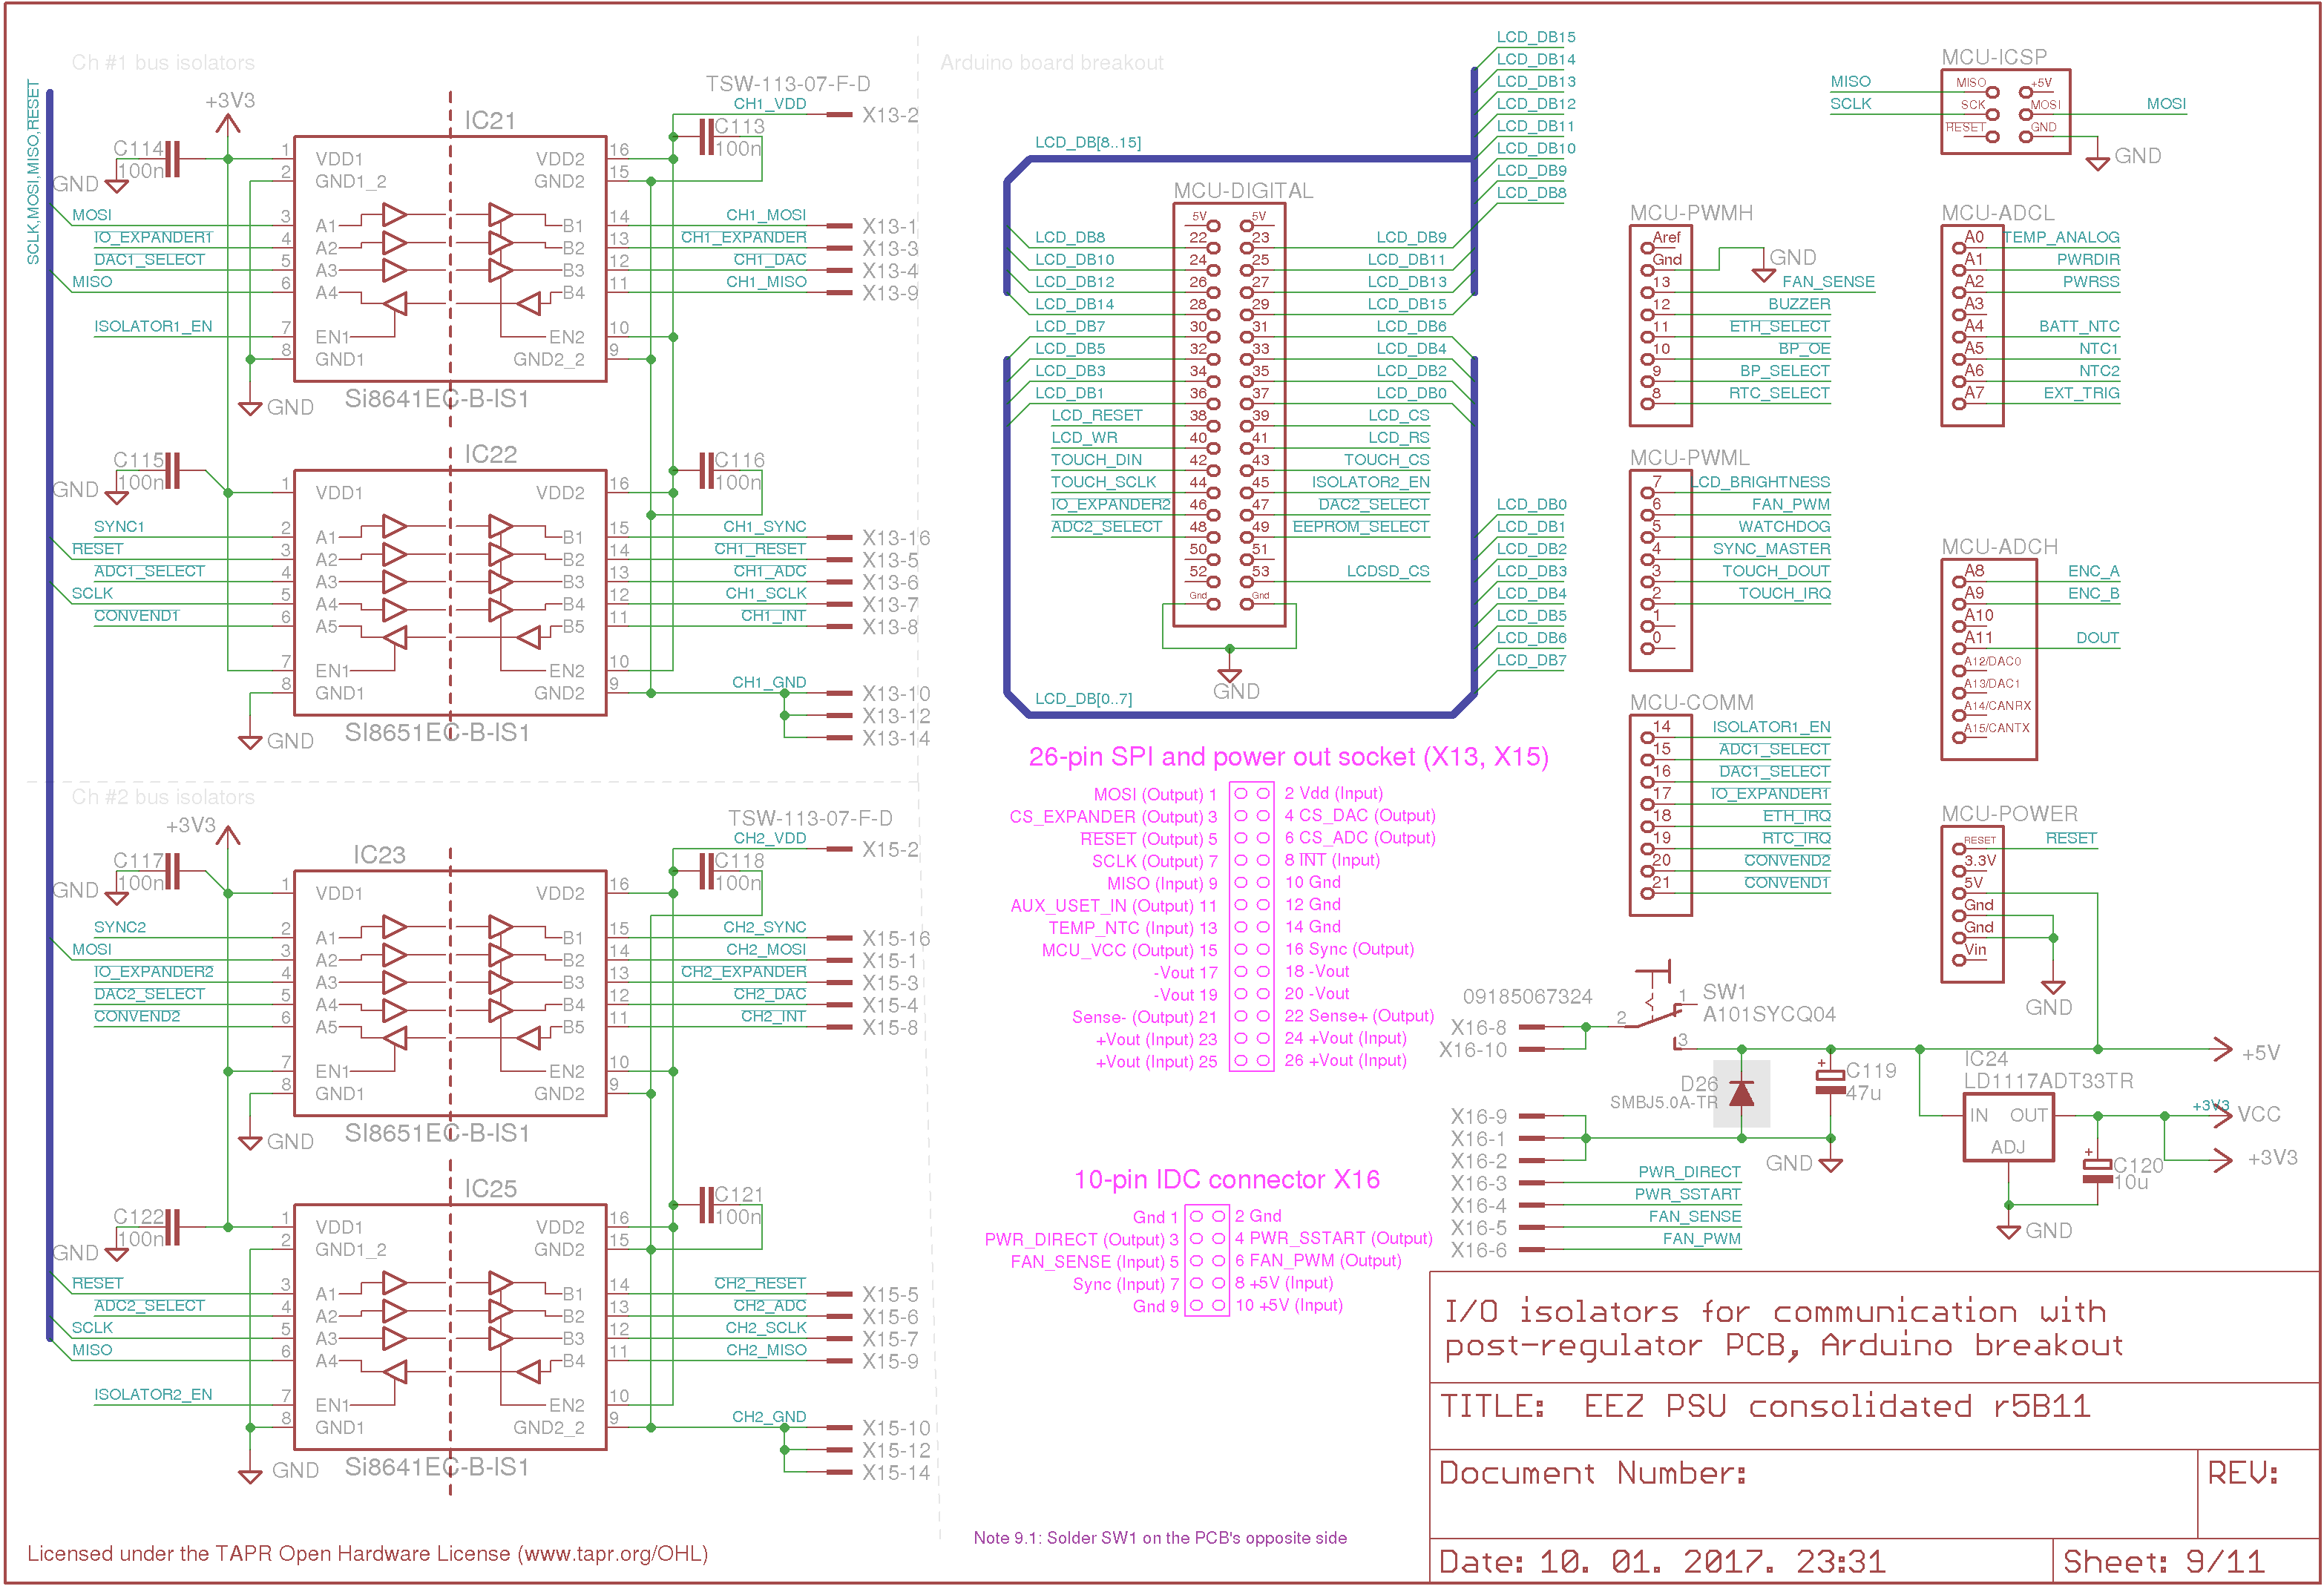 Ch #1 bus isolators
SCLK,MOSI,MISO,RESET
+3V3
C114
100n
GND
IC21
1 VDD1 VDD2 16
2 GND1_2 GND2 15
MOSI 3 A1 B1 14 CH1_MOSI X13-1
IO_EXPANDER1 4 A2 B2 13 CH1_EXPANDER X13-3
DAC1_SELECT 5 A3 B3 12 CH1_DAC X13-4
MISO 6 A4 B4 11 CH1_MISO X13-9
ISOLATOR1_EN 7 EN1 EN2 10
8 GND1 GND2_2 9
GND
Si8641EC-B-IS1
TSW-113-07-F-D
CH1_VDD X13-2
C113
100n
C115
100n
GND
IC22
C116
100n
1 VDD1 VDD2 16
SYNC1 2 A1 B1 15 CH1_SYNC X13-16
RESET 3 A2 B2 14 CH1_RESET X13-5
ADC1_SELECT 4 A3 B3 13 CH1_ADC X13-6
SCLK 5 A4 B4 12 CH1_SCLK X13-7
CONVEND1 6 A5 B5 11 CH1_INT X13-8
7 EN1 EN2 10
8 GND1 GND2 9 CH1_GND X13-10
X13-12
X13-14
GND
SI8651EC-B-IS1
Ch #2 bus isolators
+3V3
C117
100n
GND
IC23
TSW-113-07-F-D
CH2_VDD X15-2
C118
100n
1 VDD1 VDD2 16
SYNC2 2 A1 B1 15 CH2_SYNC X15-16
MOSI 3 A2 B2 14 CH2_MOSI X15-1
IO_EXPANDER2 4 A3 B3 13 CH2_EXPANDER X15-3
DAC2_SELECT 5 A4 B4 12 CH2_DAC X15-4
CONVEND2 6 A5 B5 11 CH2_INT X15-8
7 EN1 EN2 10
8 GND1 GND2 9
GND
SI8651EC-B-IS1
C122
100n
GND
IC25
C121
100n
1 VDD1 VDD2 16
2 GND1_2 GND2 15
RESET 3 A1 B1 14 CH2_RESET X15-5
ADC2_SELECT 4 A2 B2 13 CH2_ADC X15-6
SCLK 5 A3 B3 12 CH2_SCLK X15-7
MISO 6 A4 B4 11 CH2_MISO X15-9
ISOLATOR2_EN 7 EN1 EN2 10
8 GND1 GND2_2 9 CH2_GND X15-10
X15-12
X15-14
GND
Si8641EC-B-IS1
Licensed under the TAPR Open Hardware License (www.tapr.org/OHL)
Arduino board breakout
LCD_DB15
LCD_DB14
LCD_DB13
LCD_DB12
LCD_DB11
LCD_DB10
LCD_DB9
LCD_DB8
LCD_DB[8..15]
MCU-DIGITAL
5V 5V
LCD_DB8 22 23 LCD_DB9
LCD_DB10 24 25 LCD_DB11
LCD_DB12 26 27 LCD_DB13
LCD_DB14 28 29 LCD_DB15
LCD_DB7 30 31 LCD_DB6
LCD_DB5 32 33 LCD_DB4
LCD_DB3 34 35 LCD_DB2
LCD_DB1 36 37 LCD_DB0
LCD_RESET 38 39 LCD_CS
LCD_WR 40 41 LCD_RS
TOUCH_DIN 42 43 TOUCH_CS
TOUCH_SCLK 44 45 ISOLATOR2_EN
IO_EXPANDER2 46 47 DAC2_SELECT
ADC2_SELECT 48 49 EEPROM_SELECT
50 51
52 53 LCDSD_CS
Gnd Gnd
GND
LCD_DB0
LCD_DB1
LCD_DB2
LCD_DB3
LCD_DB4
LCD_DB5
LCD_DB6
LCD_DB7
LCD_DB[0..7]
26-pin SPI and power out socket (X13, X15)
MOSI (Output) 1 2 Vdd (Input)
CS_EXPANDER (Output) 3 4 CS_DAC (Output)
RESET (Output) 5 6 CS_ADC (Output)
SCLK (Output) 7 8 INT (Input)
MISO (Input) 9 10 Gnd
AUX_USET_IN (Output) 11 12 Gnd
TEMP_NTC (Input) 13 14 Gnd
MCU_VCC (Output) 15 16 Sync (Output)
-Vout 17 18 -Vout
-Vout 19 20 -Vout
Sense- (Output) 21 22 Sense+ (Output)
+Vout (Input) 23 24 +Vout (Input)
+Vout (Input) 25 26 +Vout (Input)
10-pin IDC connector X16
Gnd 1 2 Gnd
PWR_DIRECT (Output) 3 4 PWR_SSTART (Output)
FAN_SENSE (Input) 5 6 FAN_PWM (Output)
Sync (Input) 7 8 +5V (Input)
Gnd 9 10 +5V (Input)
Note 9.1: Solder SW1 on the PCB's opposite side
MCU-ICSP
MISO MISO +5V
SCLK SCK MOSI MOSI
RESET GND
GND
MCU-PWMH
Aref
Gnd GND
13 FAN_SENSE
12 BUZZER
11 ETH_SELECT
10 BP_OE
9 BP_SELECT
8 RTC_SELECT
MCU-ADCL
A0 TEMP_ANALOG
A1 PWRDIR
A2 PWRSS
A3
A4 BATT_NTC
A5 NTC1
A6 NTC2
A7 EXT_TRIG
MCU-PWML
7 LCD_BRIGHTNESS
6 FAN_PWM
5 WATCHDOG
4 SYNC_MASTER
3 TOUCH_DOUT
2 TOUCH_IRQ
1
0
MCU-ADCH
A8 ENC_A
A9 ENC_B
A10
A11 DOUT
A12/DAC0
A13/DAC1
A14/CANRX
A15/CANTX
MCU-COMM
14 ISOLATOR1_EN
15 ADC1_SELECT
16 DAC1_SELECT
17 IO_EXPANDER1
18 ETH_IRQ
19 RTC_IRQ
20 CONVEND2
21 CONVEND1
MCU-POWER
RESET RESET
3.3V
5V
Gnd
Gnd
Vin
GND
09185067324
X16-8
X16-10
2 1 3
SW1
A101SYCQ04
D26
SMBJ5.0A-TR
C119
47u
GND
IC24
LD1117ADT33TR
IN OUT
ADJ
+5V
+3V3 VCC
+3V3
C120
10u
GND
X16-9
X16-1
X16-2
X16-3 PWR_DIRECT
X16-4 PWR_SSTART
X16-5 FAN_SENSE
X16-6 FAN_PWM
I/O isolators for communication with
post-regulator PCB, Arduino breakout
TITLE: EEZ PSU consolidated r5B11
Document Number:
REV:
Date: 10. 01. 2017. 23:31
Sheet: 9/11